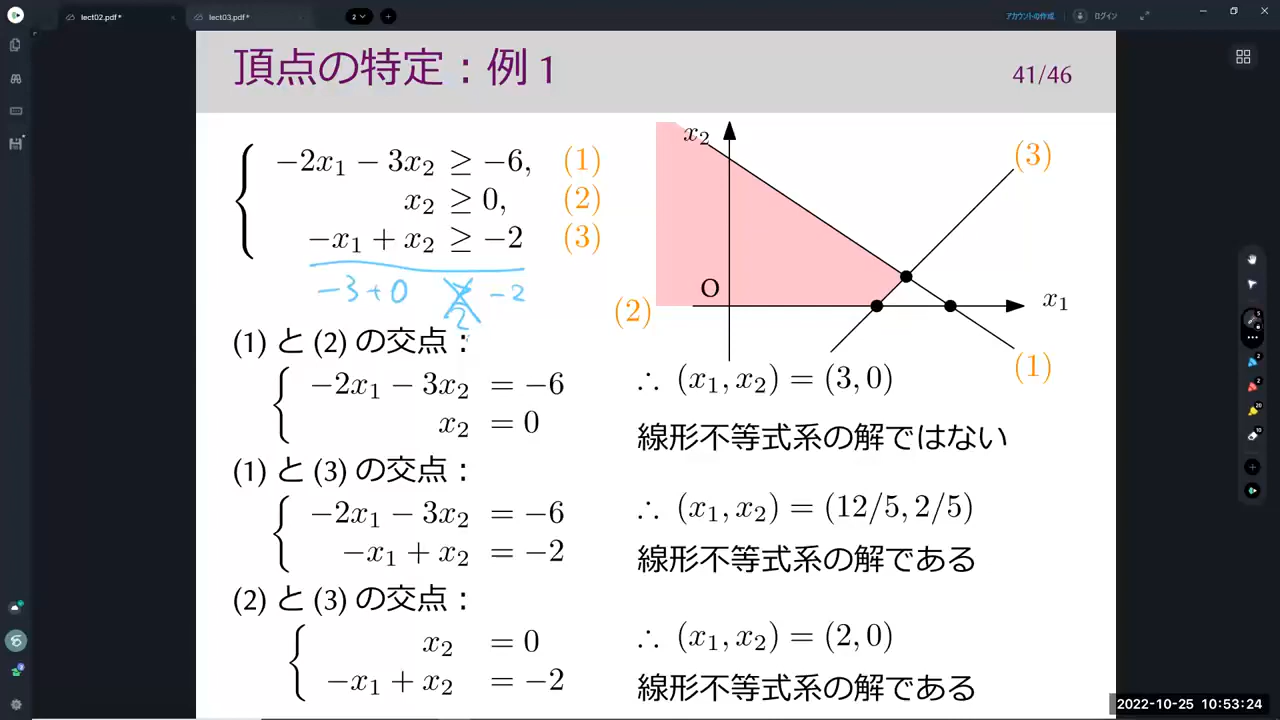 lect02.pdf*
lect03.pdf*
2
アカウントの作成
ログイン
頂点の特定：例 1
41/46
−2x₁ − 3x₂ ≥ −6, (1)
x₂ ≥ 0, (2)
−x₁ + x₂ ≥ −2 (3)
−3+0
−2
2
x₂
(3)
O
x₁
(2)
(1)
(1) と (2) の交点：
−2x₁ − 3x₂ = −6
x₂ = 0
∴ (x₁, x₂) = (3, 0)
線形不等式系の解ではない
(1) と (3) の交点：
−2x₁ − 3x₂ = −6
−x₁ + x₂ = −2
∴ (x₁, x₂) = (12/5, 2/5)
線形不等式系の解である
(2) と (3) の交点：
x₂ = 0
−x₁ + x₂ = −2
∴ (x₁, x₂) = (2, 0)
線形不等式系の解である
2022-10-25 10:53:24